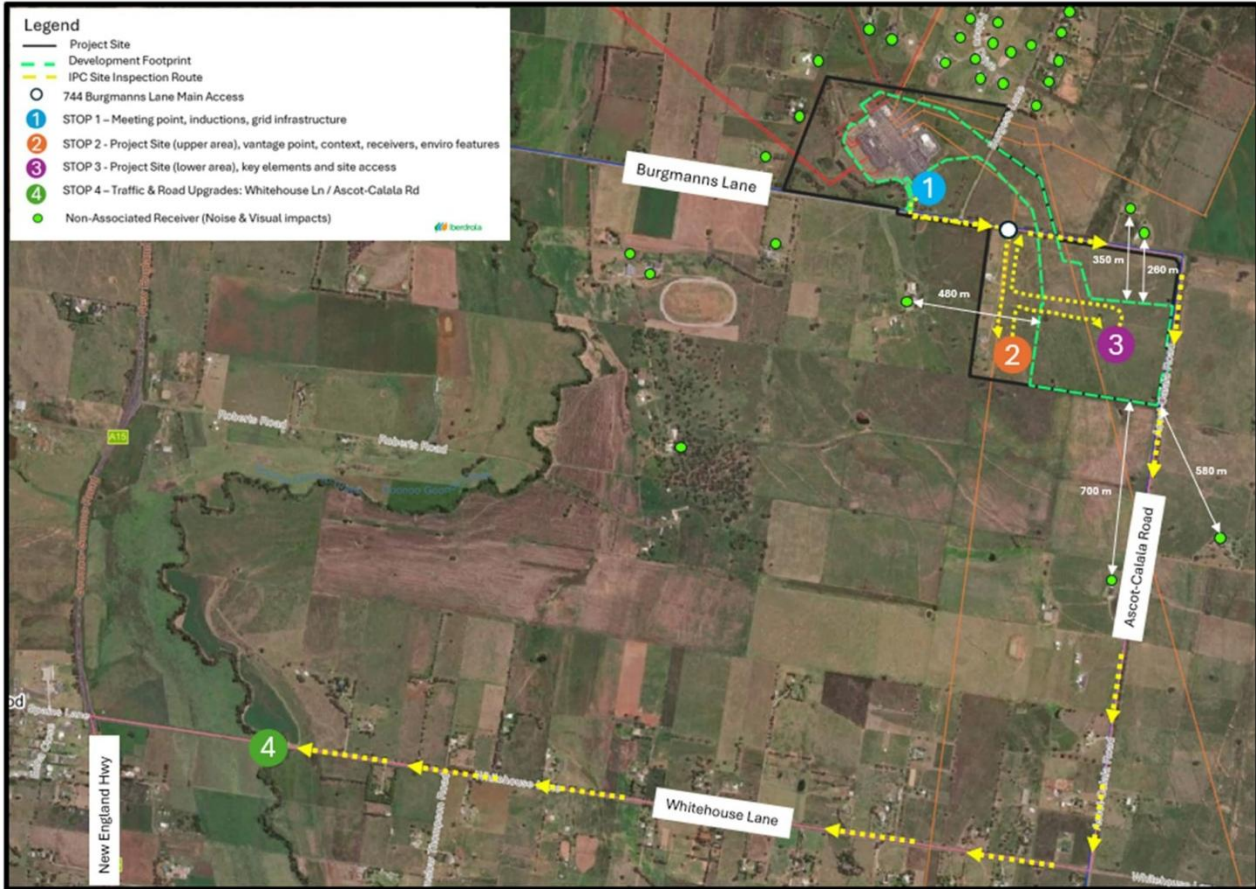 Legend
Project Site
Development Footprint
IPC Site Inspection Route
744 Burgmanns Lane Main Access
1 STOP 1 – Meeting point, inductions, grid infrastructure
2 STOP 2 - Project Site (upper area), vantage point, context, receivers, enviro features
3 STOP 3 - Project Site (lower area), key elements and site access
4 STOP 4 – Traffic & Road Upgrades: Whitehouse Ln / Ascot-Calala Rd
Non-Associated Receiver (Noise & Visual impacts)
Iberdrola
Burgmanns Lane
1
350 m
260 m
480 m
2
3
Roberts Road
Roberts Road
A15
580 m
700 m
Ascot-Calala Road
4
New England Hwy
Whitehouse Lane